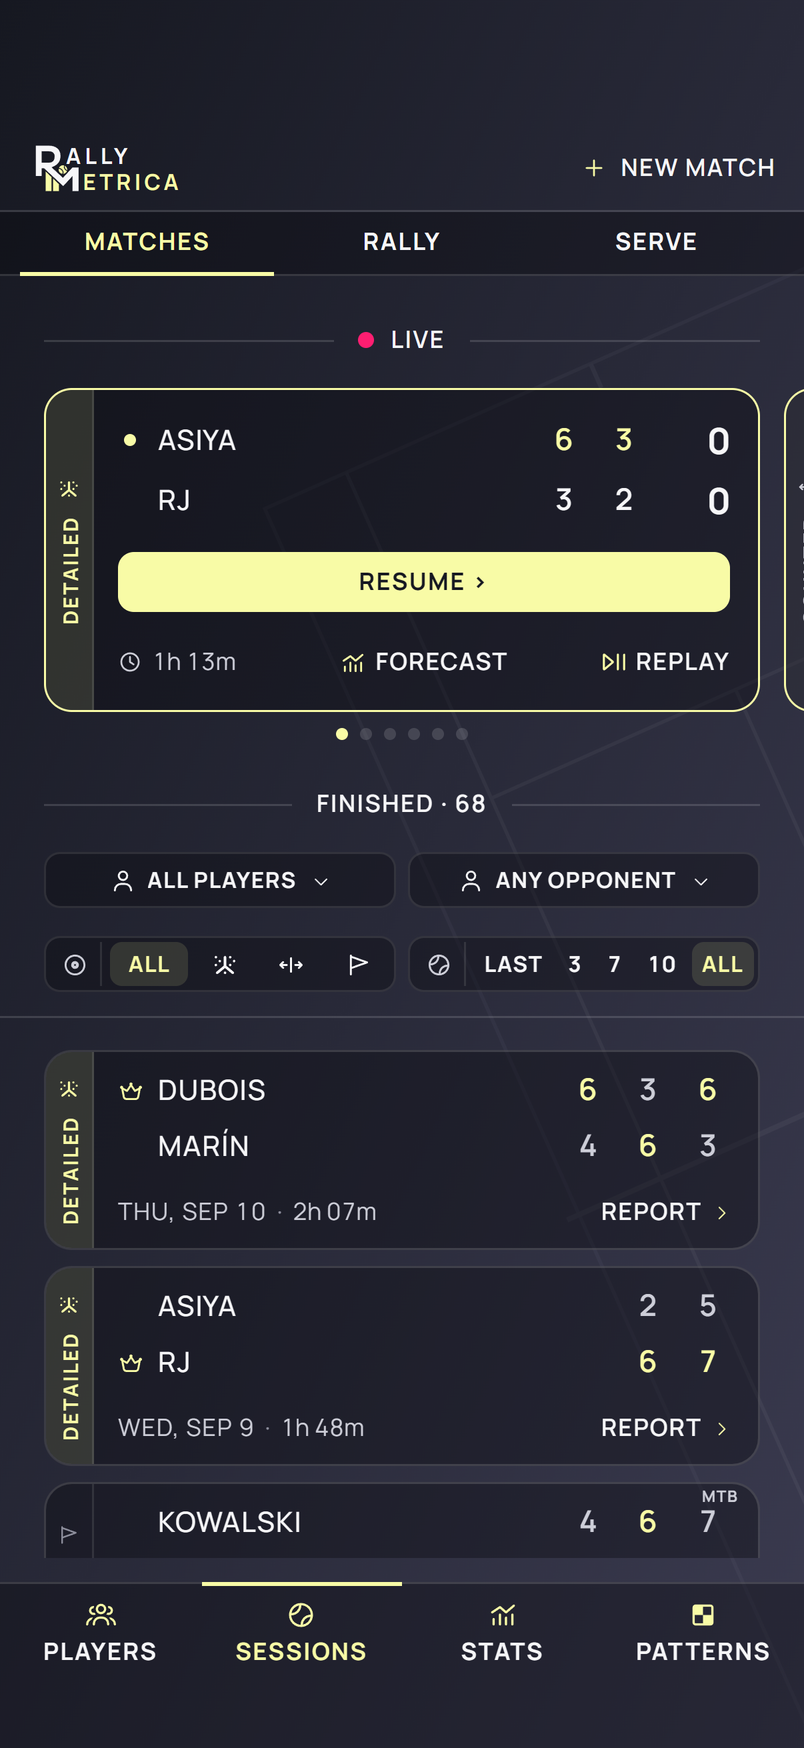 RALLY
METRICA
+ NEW MATCH
MATCHES RALLY SERVE
LIVE
DETAILED
ASIYA 6 3 0
RJ 3 2 0
RESUME ›
1h 13m FORECAST REPLAY
FINISHED · 68
ALL PLAYERS ANY OPPONENT
ALL LAST 3 7 10 ALL
DETAILED
DUBOIS 6 3 6
MARÍN 4 6 3
THU, SEP 10 · 2h 07m REPORT ›
DETAILED
ASIYA 2 5
RJ 6 7
WED, SEP 9 · 1h 48m REPORT ›
MTB
KOWALSKI 4 6 7
PLAYERS SESSIONS STATS PATTERNS